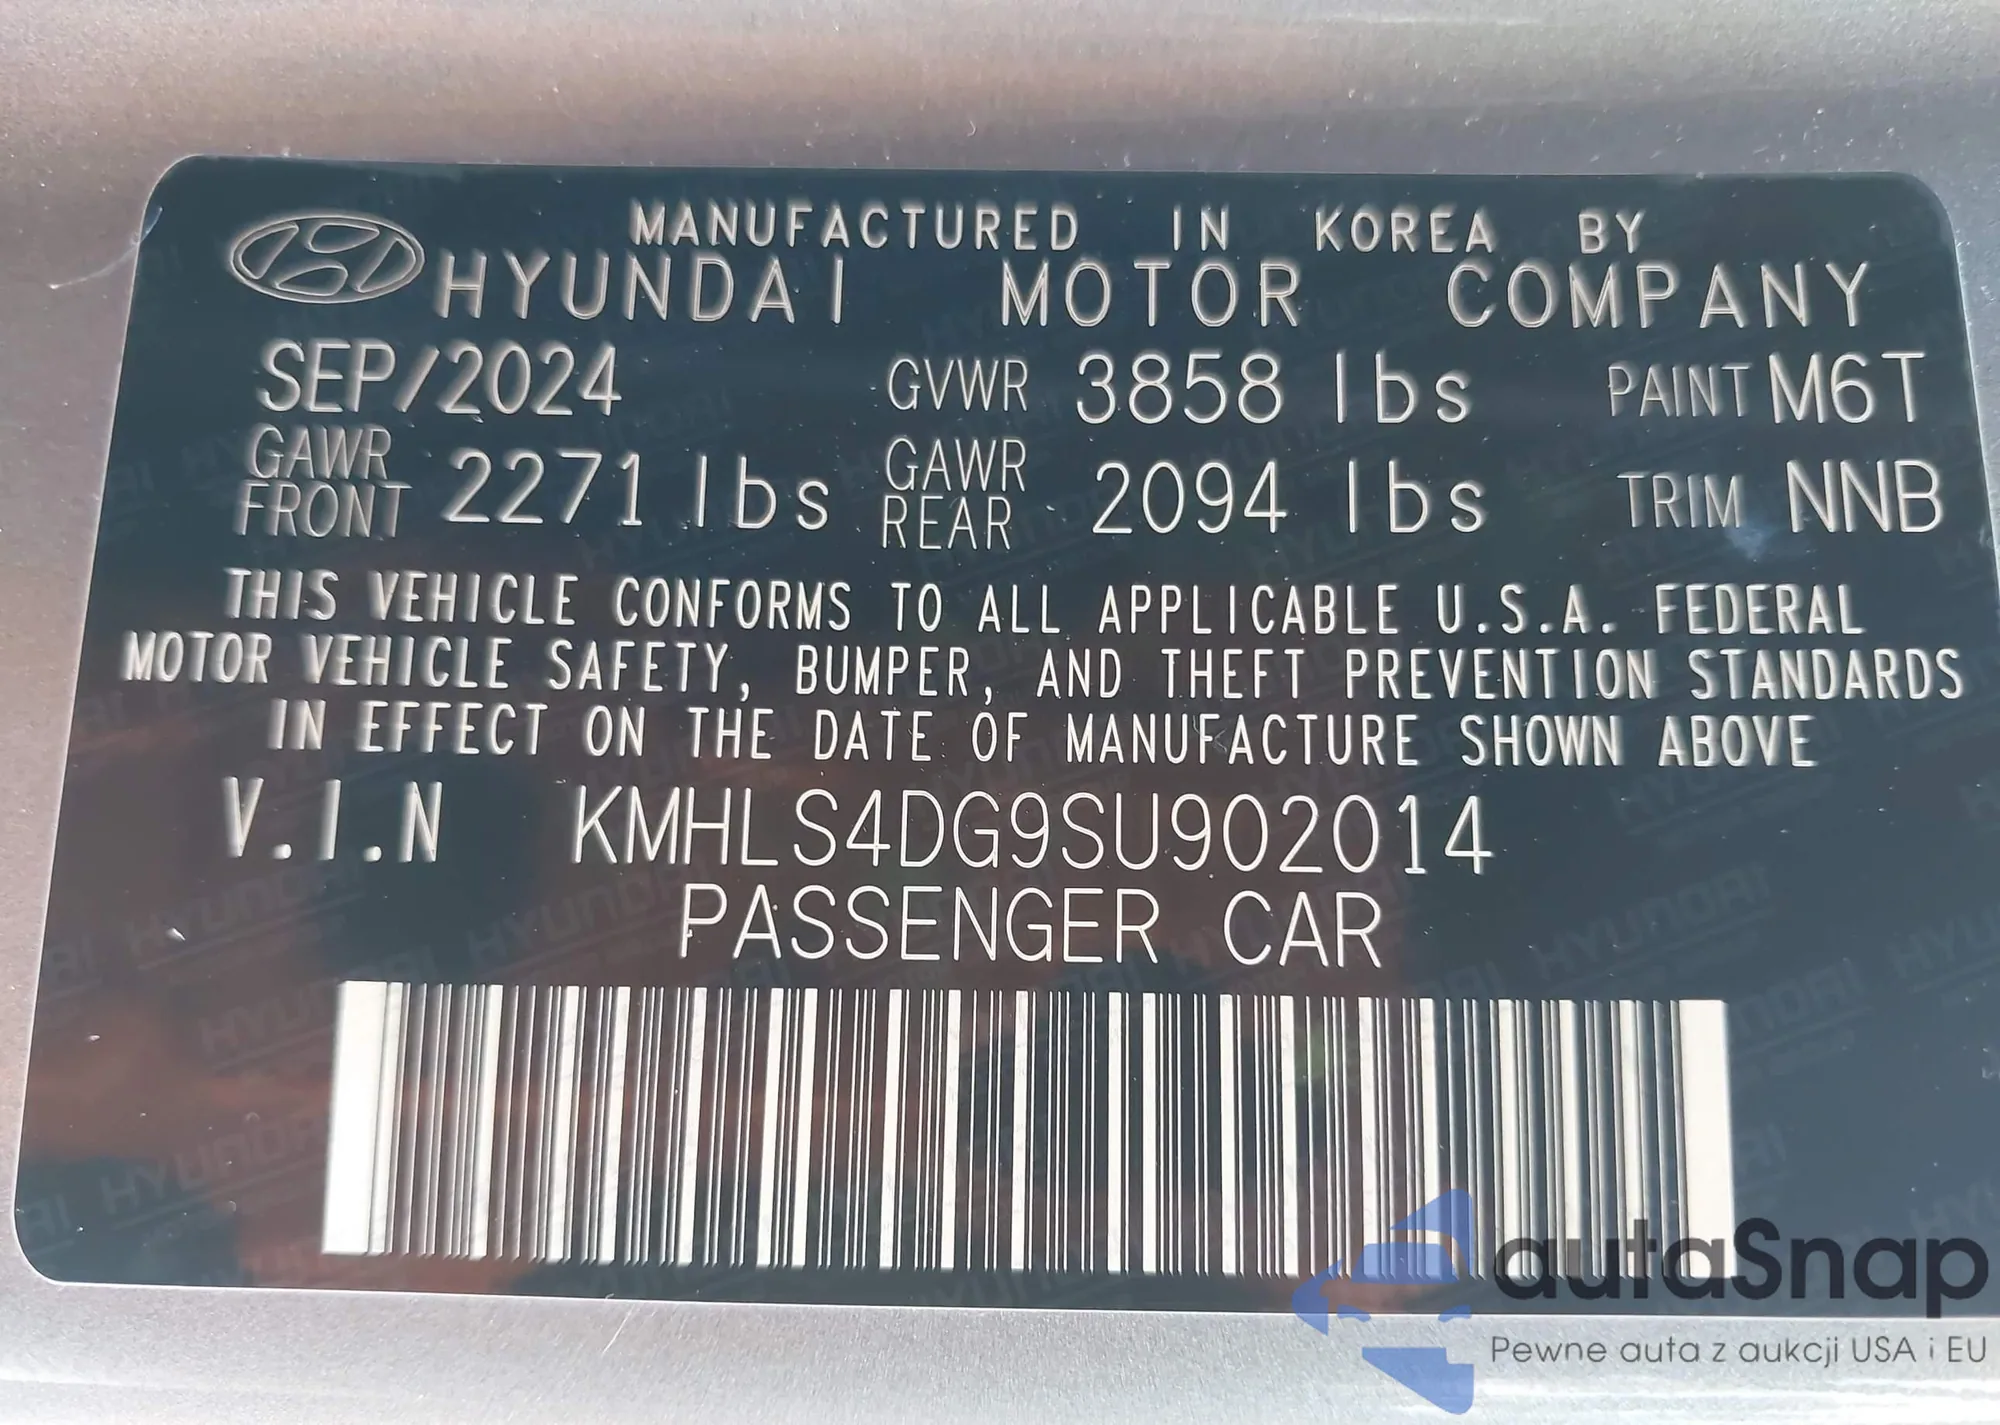 MANUFACTURED IN KOREA BY
HYUNDAI MOTOR COMPANY
SEP/2024 GVWR 3858 lbs PAINT M6T
GAWR FRONT 2271 lbs GAWR REAR 2094 lbs TRIM NNB
THIS VEHICLE CONFORMS TO ALL APPLICABLE U.S.A. FEDERAL
MOTOR VEHICLE SAFETY, BUMPER, AND THEFT PREVENTION STANDARDS
IN EFFECT ON THE DATE OF MANUFACTURE SHOWN ABOVE
V.I.N KMHLS4DG9SU902014
PASSENGER CAR
autaSnap
Pewne auta z aukcji USA i EU